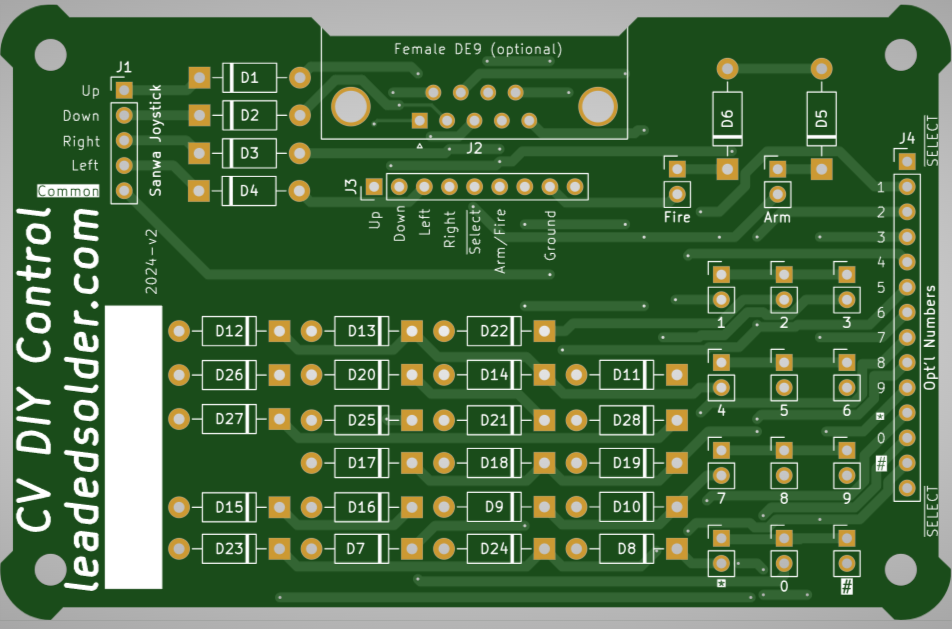 Female DE9 (optional)
J1
Up
Down
Right
Left
Common
Sanwa Joystick
D1
D2
D3
D4
J2
J3
Up
Down
Left
Right
Select
Arm/Fire
Ground
D6
D5
Fire
Arm
J4
SELECT
1
2
3
4
5
6
7
8
9
*
0
#
SELECT
Opt'l Numbers
2024-v2
CV DIY Control
leadedsolder.com
D12
D13
D22
D26
D20
D14
D11
D27
D25
D21
D28
D17
D18
D19
D15
D16
D9
D10
D23
D7
D24
D8
1
2
3
4
5
6
7
8
9
*
0
#